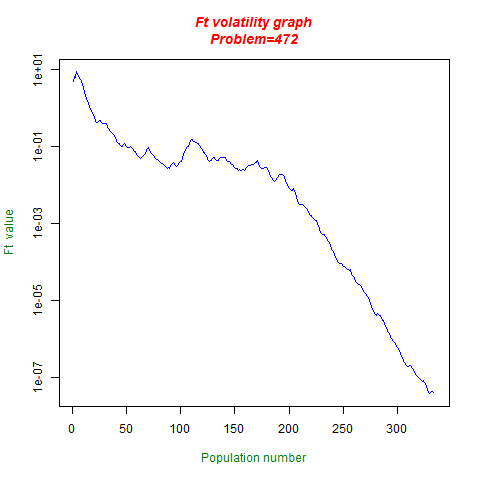 Ft volatility graph
Problem=472
1e+01
1e-01
1e-03
1e-05
1e-07
Ft value
0 50 100 150 200 250 300
Population number